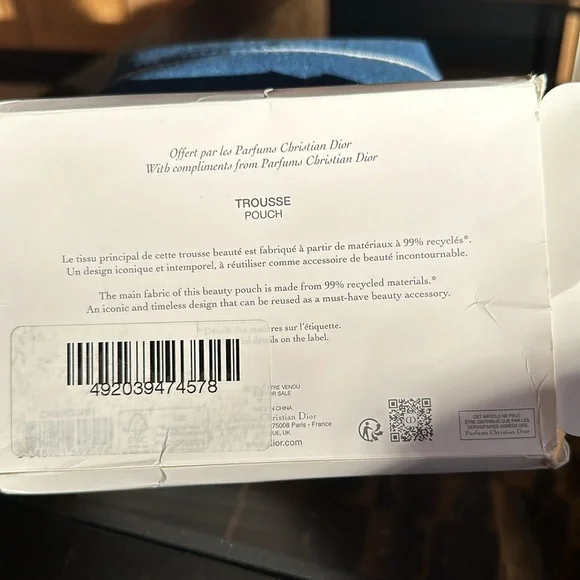 Offert par les Parfums Christian Dior
With compliments from Parfums Christian Dior
TROUSSE
POUCH
Le tissu principal de cette trousse beauté est fabriqué à partir de matériaux à 99% recyclés*.
Un design iconique et intemporel, à réutiliser comme accessoire de beauté incontournable.
The main fabric of this beauty pouch is made from 99% recycled materials.*
An iconic and timeless design that can be reused as a must-have beauty accessory.
sur l'étiquette.
details on the label.
492039474578
VENDU
SALE
CHINA
Christian Dior
75008 Paris - France
UK
dior.com
CET ARTICLE NE PEUT
ÊTRE DISTRIBUÉ QUE PAR LES
DÉPOSITAIRES AGRÉÉS DES
Parfums Christian Dior